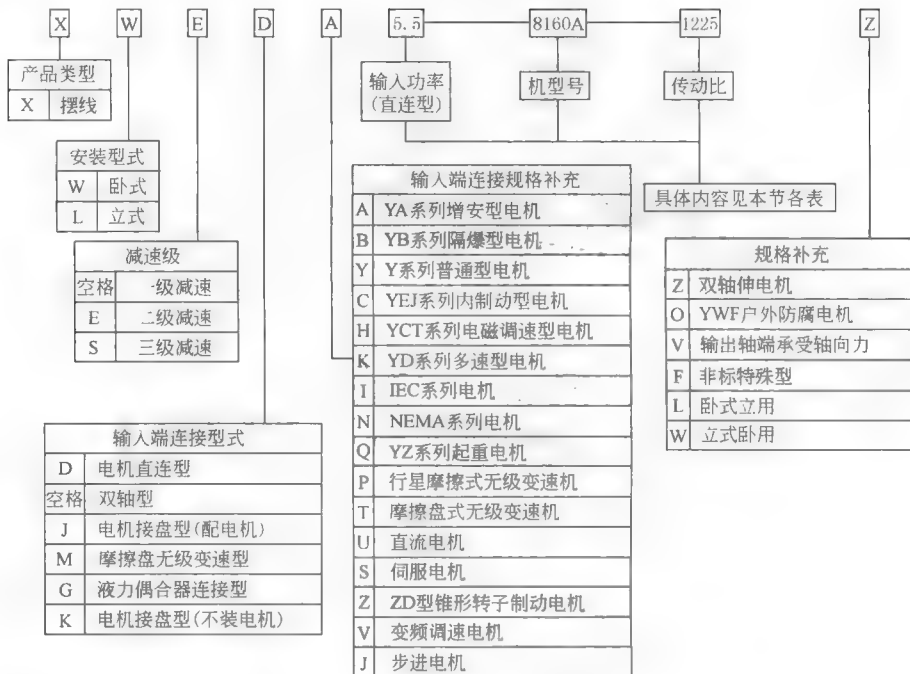 X W E D A 5.5 8160A 1225 Z
产品类型
X 摆线
输入功率
(直连型)
机型号
传动比
安装型式
W 卧式
L 立式
具体内容见本节各表
减速级
空格 一级减速
E 二级减速
S 三级减速
输入端连接型式
D 电机直连型
空格 双轴型
J 电机接盘型(配电机)
M 摩擦盘无级变速型
G 液力偶合器连接型
K 电机接盘型(不装电机)
输入端连接规格补充
A YA系列增安型电机
B YB系列隔爆型电机
Y Y系列普通型电机
C YEJ系列内制动型电机
H YCT系列电磁调速型电机
K YD系列多速型电机
I IEC系列电机
N NEMA系列电机
Q YZ系列起重电机
P 行星摩擦式无级变速机
T 摩擦盘式无级变速机
U 直流电机
S 伺服电机
Z ZD型锥形转子制动电机
V 变频调速电机
J 步进电机
规格补充
Z 双轴伸电机
O YWF户外防腐电机
V 输出轴端承受轴向力
F 非标特殊型
L 卧式立用
W 立式卧用